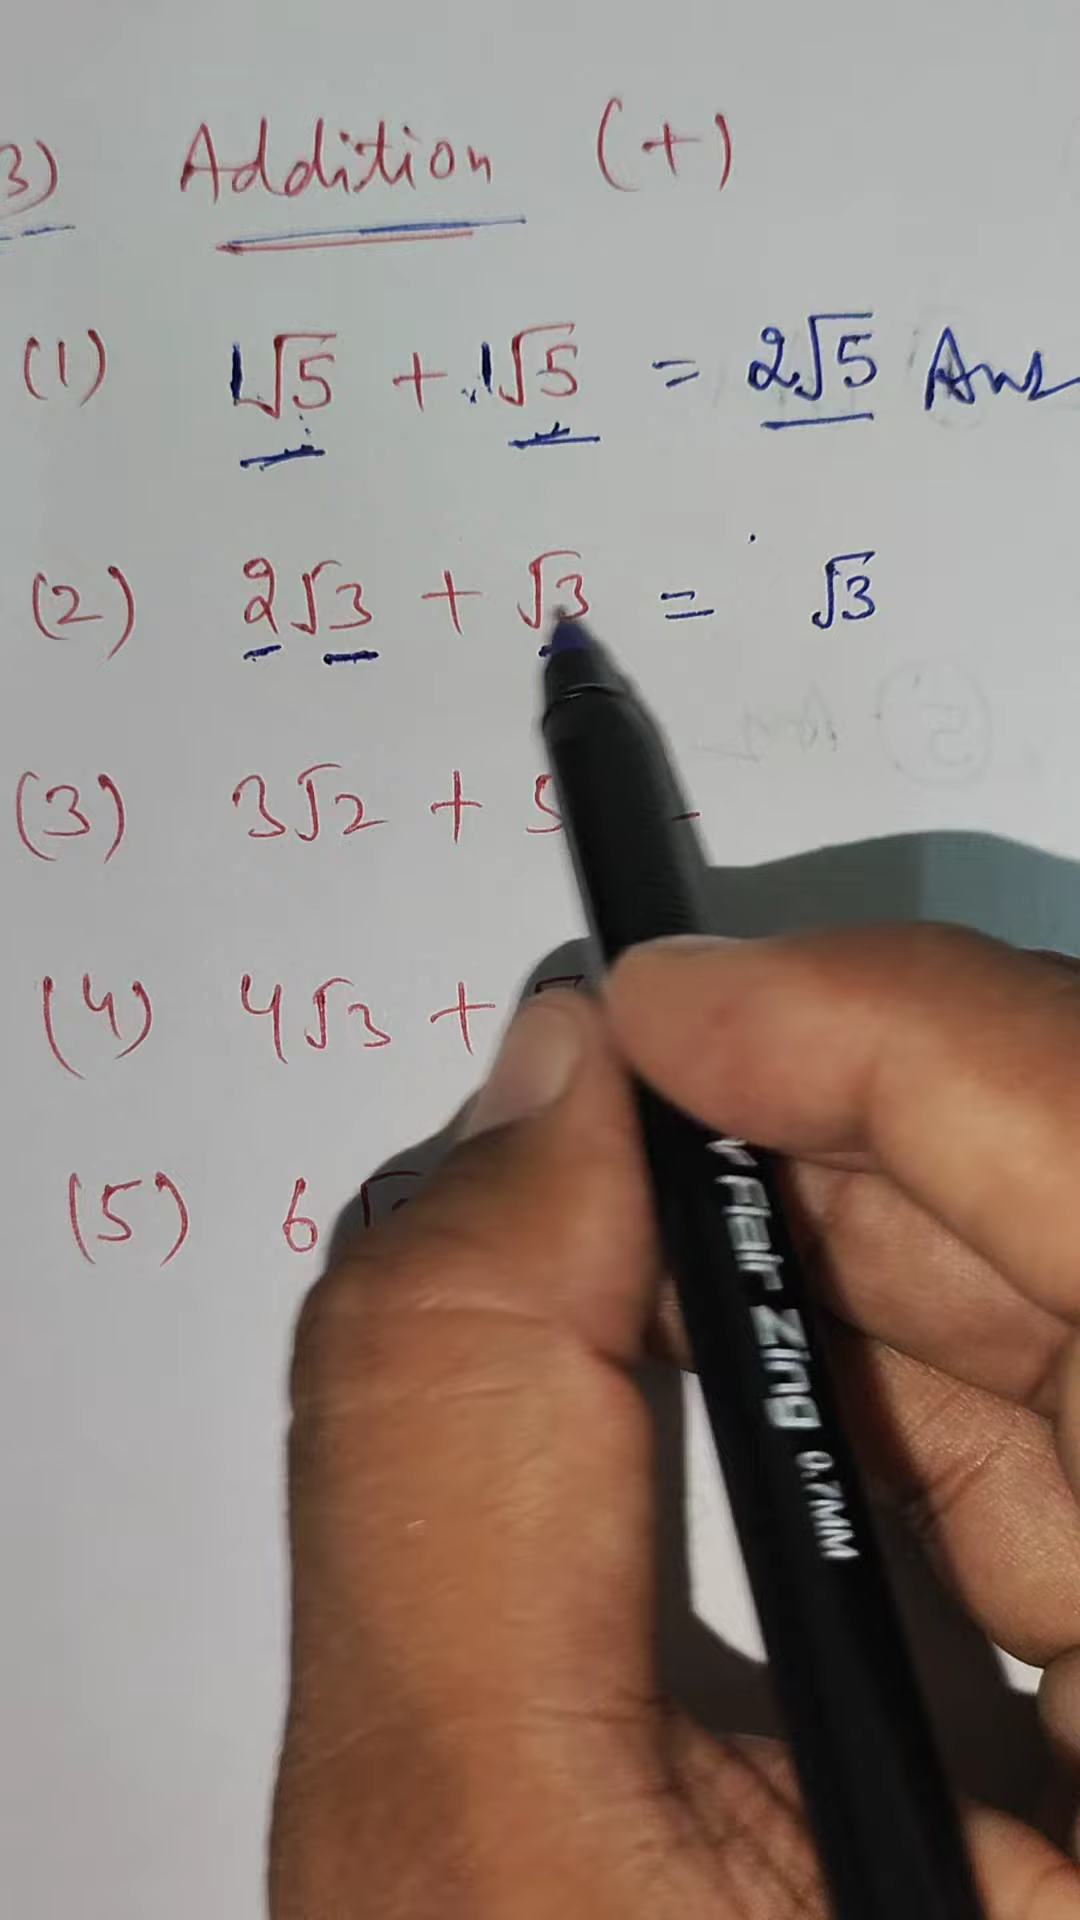 3) Addition (+)
(1) 1√5 + 1√5 = 2√5 Ans
(2) 2√3 + √3 = √3
(3) 3√2 + 5
(4) 4√3 +
(5) 6√
Flair Zing 0.7MM